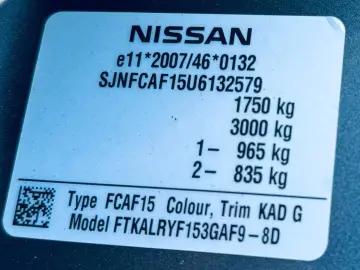 NISSAN
e11*2007/46*0132
SJNFCAF15U6132579
1750 kg
3000 kg
1- 965 kg
2- 835 kg
Type FCAF15 Colour, Trim KAD G
Model FTKALRYF153GAF9-8D